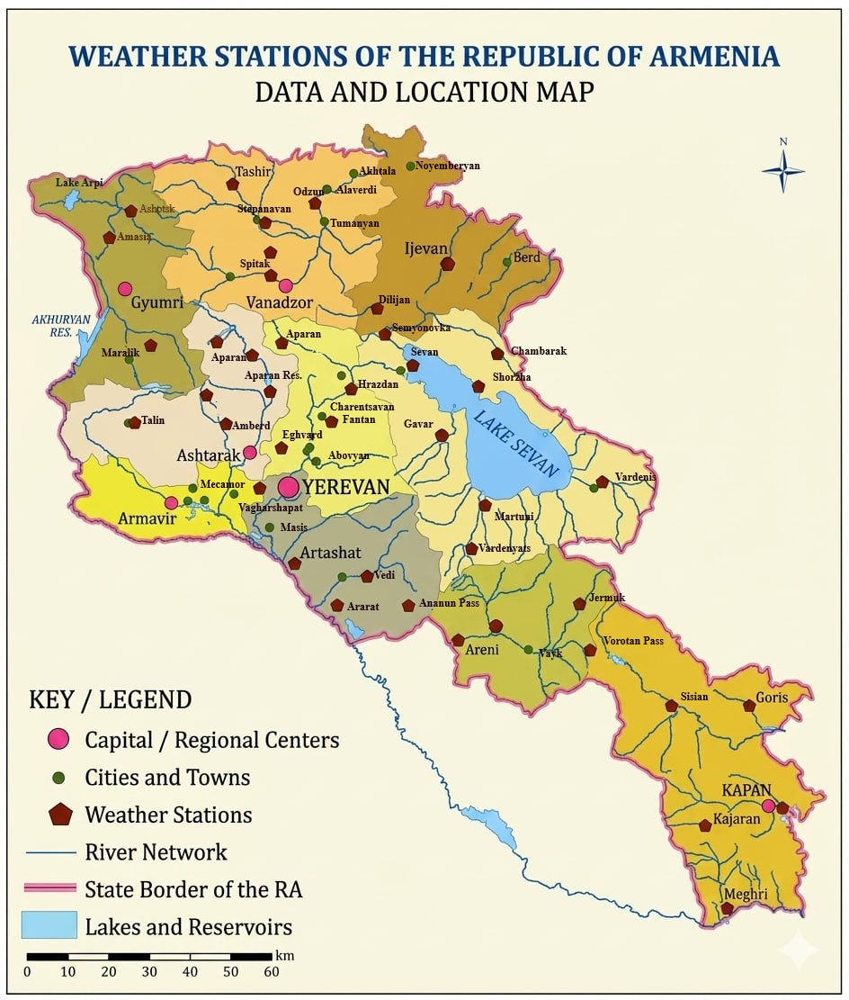 WEATHER STATIONS OF THE REPUBLIC OF ARMENIA
DATA AND LOCATION MAP
N
Noyemberyan
Akhtala
Tashir
Lake Arpi
Odzun
Alaverdi
Ashotsk
Stepanavan
Tumanyan
Amasia
Ijevan
Berd
Spitak
Gyumri
Vanadzor
Dilijan
AKHURYAN
RES.
Semyonovka
Aparan
Maralik
Aparan
Sevan
Chambarak
Aparan Res.
Hrazdan
Shorzha
Charentsavan
Talin
Amberd
Fantan
Gavar
LAKE SEVAN
Eghvard
Ashtarak
Abovyan
Mecamor
YEREVAN
Vardenis
Vagharshapat
Armavir
Martuni
Masis
Artashat
Vardenyats
Vedi
Ararat
Ananun Pass
Jermuk
Areni
Vayk
Vorotan Pass
Sisian
Goris
KAPAN
Kajaran
Meghri
KEY / LEGEND
Capital / Regional Centers
Cities and Towns
Weather Stations
River Network
State Border of the RA
Lakes and Reservoirs
km
0 10 20 30 40 50 60